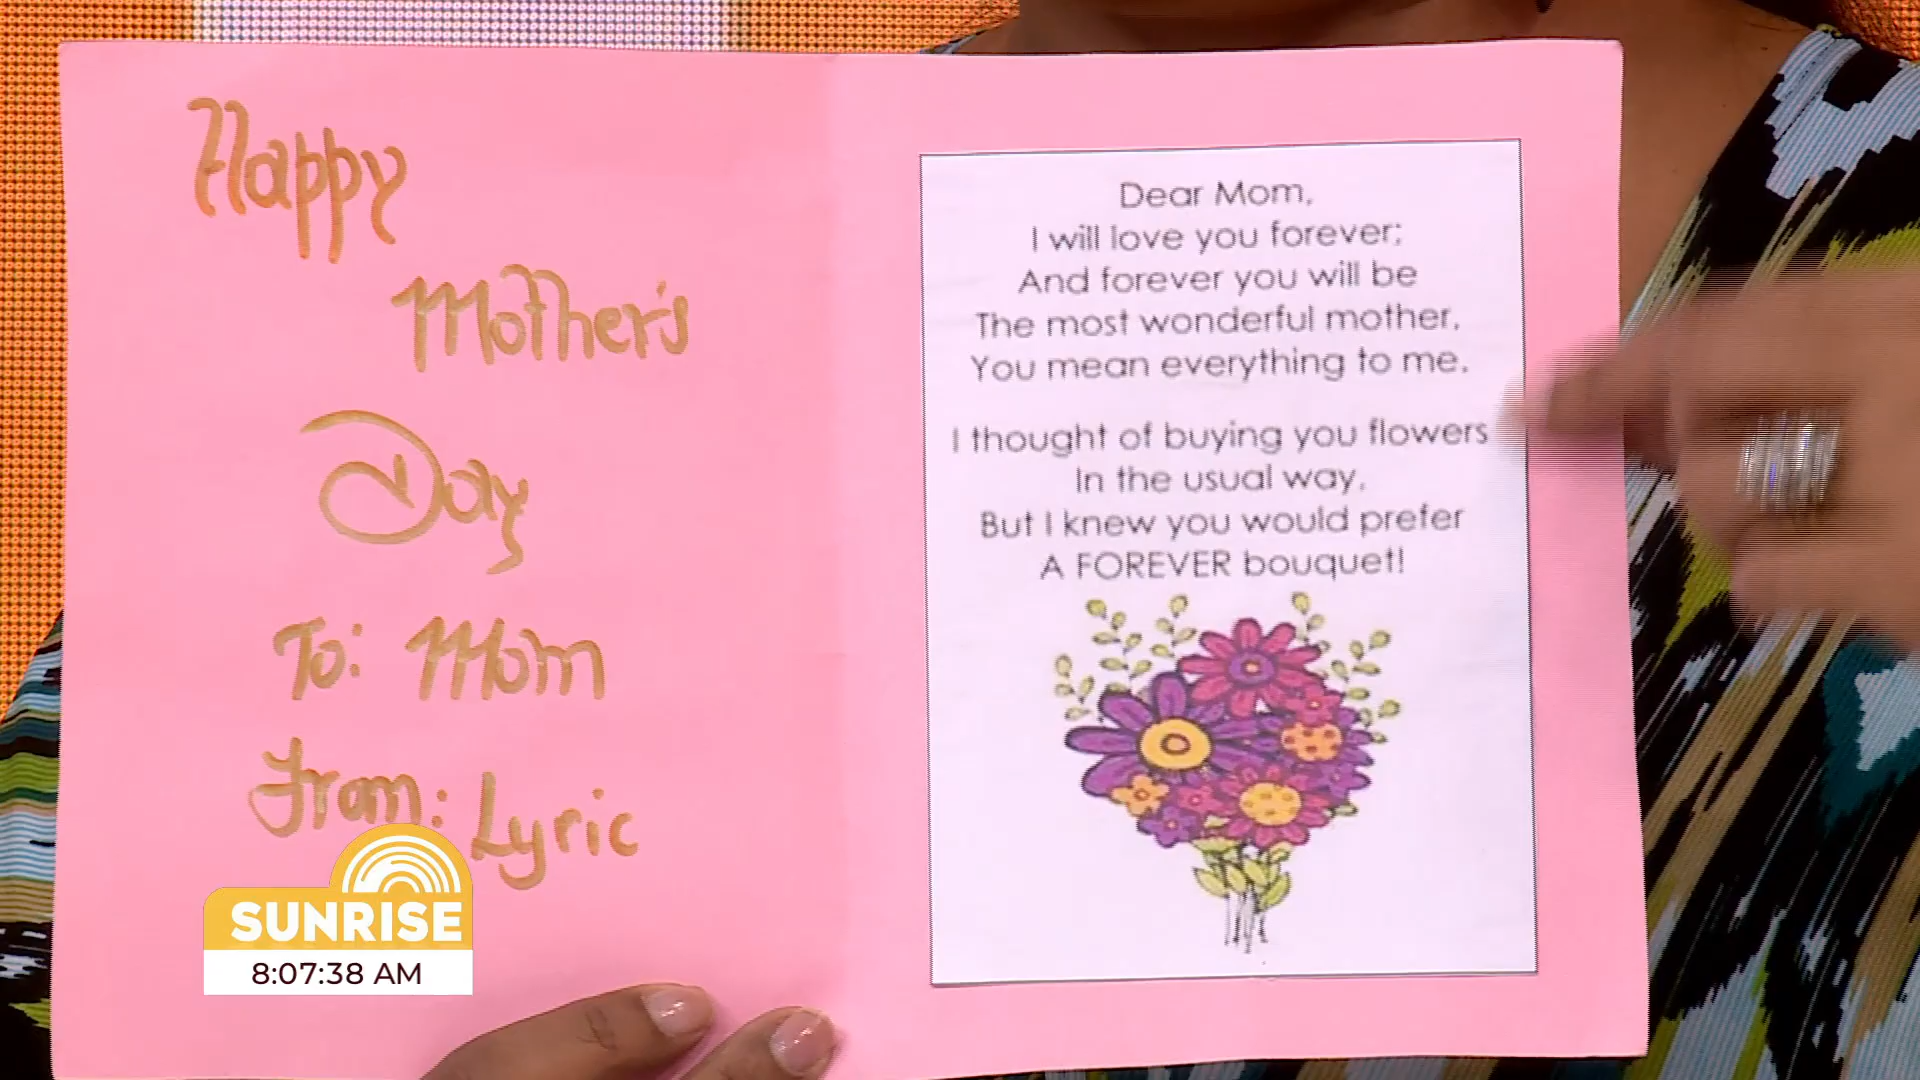 Happy
Mother's
Day
To: Mom
From: Lyric
Dear Mom,
I will love you forever;
And forever you will be
The most wonderful mother,
You mean everything to me.
I thought of buying you flowers
In the usual way,
But I knew you would prefer
A FOREVER bouquet!
SUNRISE
8:07:38 AM